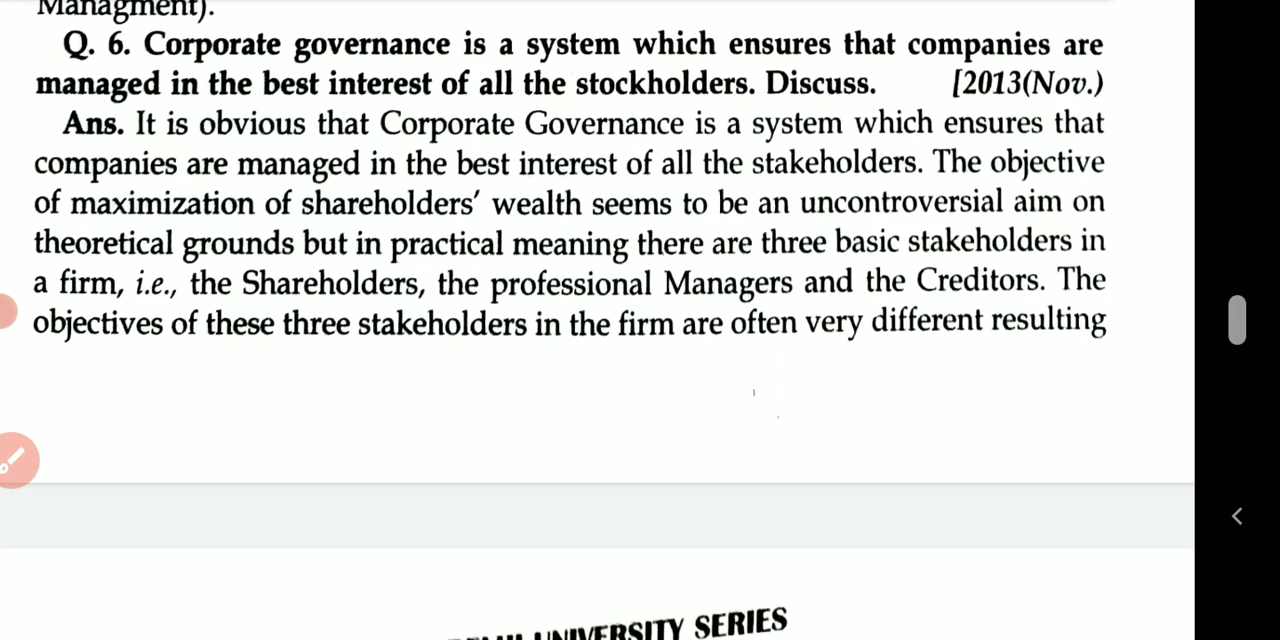 Managment).
Q. 6. Corporate governance is a system which ensures that companies are
managed in the best interest of all the stockholders. Discuss. [2013(Nov.)
Ans. It is obvious that Corporate Governance is a system which ensures that
companies are managed in the best interest of all the stakeholders. The objective
of maximization of shareholders' wealth seems to be an uncontroversial aim on
theoretical grounds but in practical meaning there are three basic stakeholders in
a firm, i.e., the Shareholders, the professional Managers and the Creditors. The
objectives of these three stakeholders in the firm are often very different resulting
UNIVERSITY SERIES